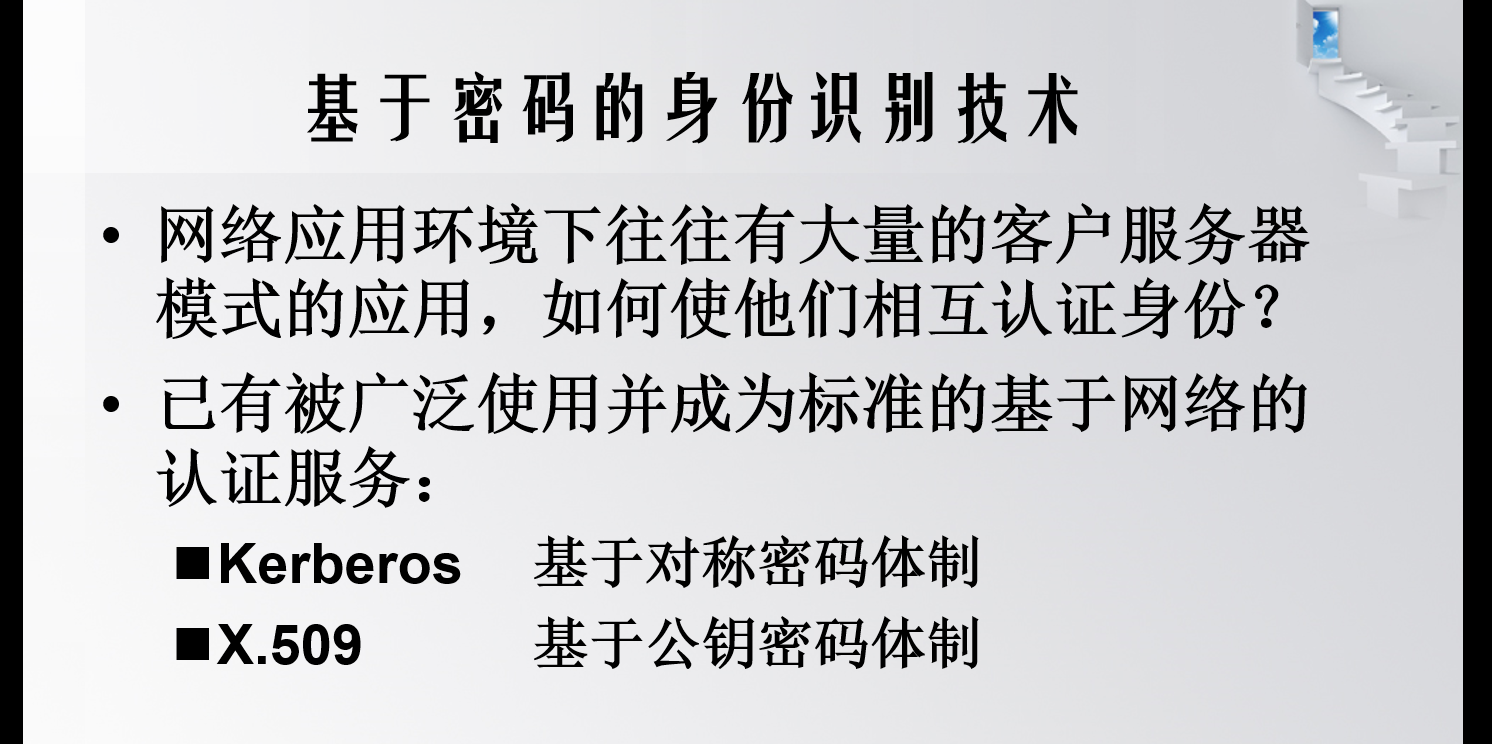 基于密码的身份识别技术
• 网络应用环境下往往有大量的客户服务器
模式的应用，如何使他们相互认证身份？
• 已有被广泛使用并成为标准的基于网络的
认证服务：
■Kerberos 基于对称密码体制
■X.509 基于公钥密码体制